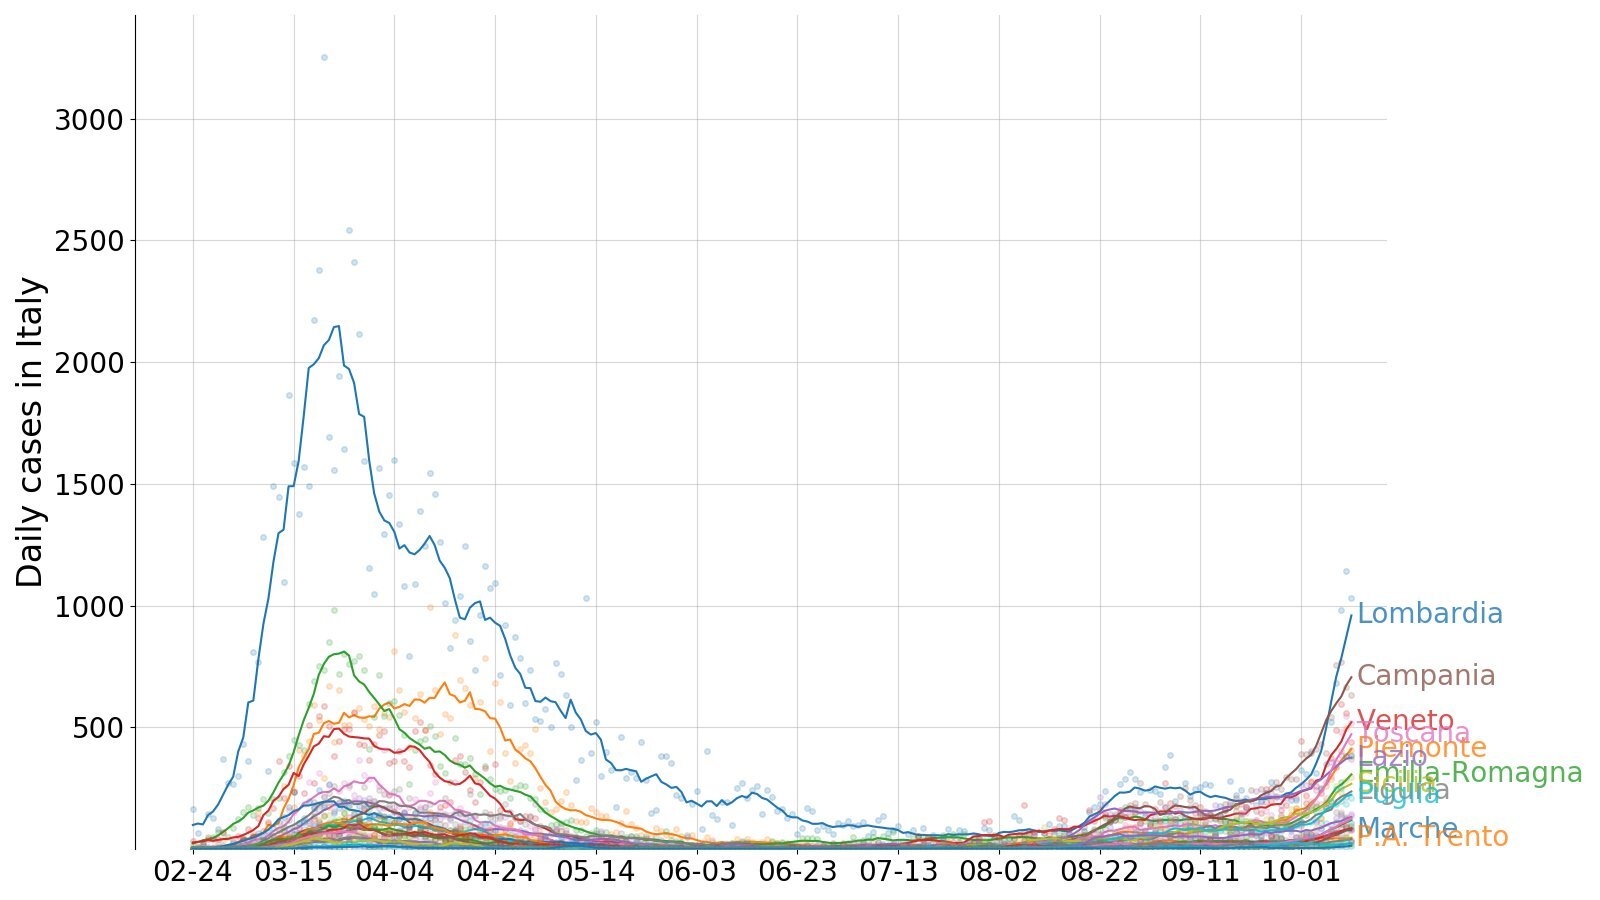 Daily cases in Italy
3000
2500
2000
1500
1000
500
02-24 03-15 04-04 04-24 05-14 06-03 06-23 07-13 08-02 08-22 09-11 10-01
Lombardia
Campania
Veneto
Toscana
Piemonte
Lazio
Emilia-Romagna
Sicilia
Liguria
Puglia
Marche
P.A. Trento